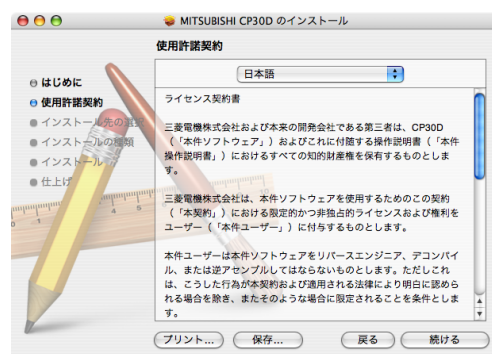 MITSUBISHI CP30D のインストール
使用許諾契約
はじめに
使用許諾契約
インストール先の選択
インストールの種類
インストール
仕上げ
日本語
ライセンス契約書
三菱電機株式会社および本来の開発会社である第三者は、CP30D
（「本件ソフトウェア」）およびこれに付随する操作説明書（「本件
操作説明書」）におけるすべての知的財産権を保有するものとしま
す。
三菱電機株式会社は、本件ソフトウェアを使用するためのこの契約
（「本契約」）における限定的かつ非独占的ライセンスおよび権利を
ユーザー（「本件ユーザー」）に付与するものとします。
本件ユーザーは本件ソフトウェアをリバースエンジニア、デコンパイ
ル、または逆アセンブルしてはならないものとします。ただしこれ
は、こうした行為が本契約および適用される法律により明白に認めら
れる場合を除き、またそのような場合に限定されることを条件としま
す。
プリント...
保存...
戻る
続ける